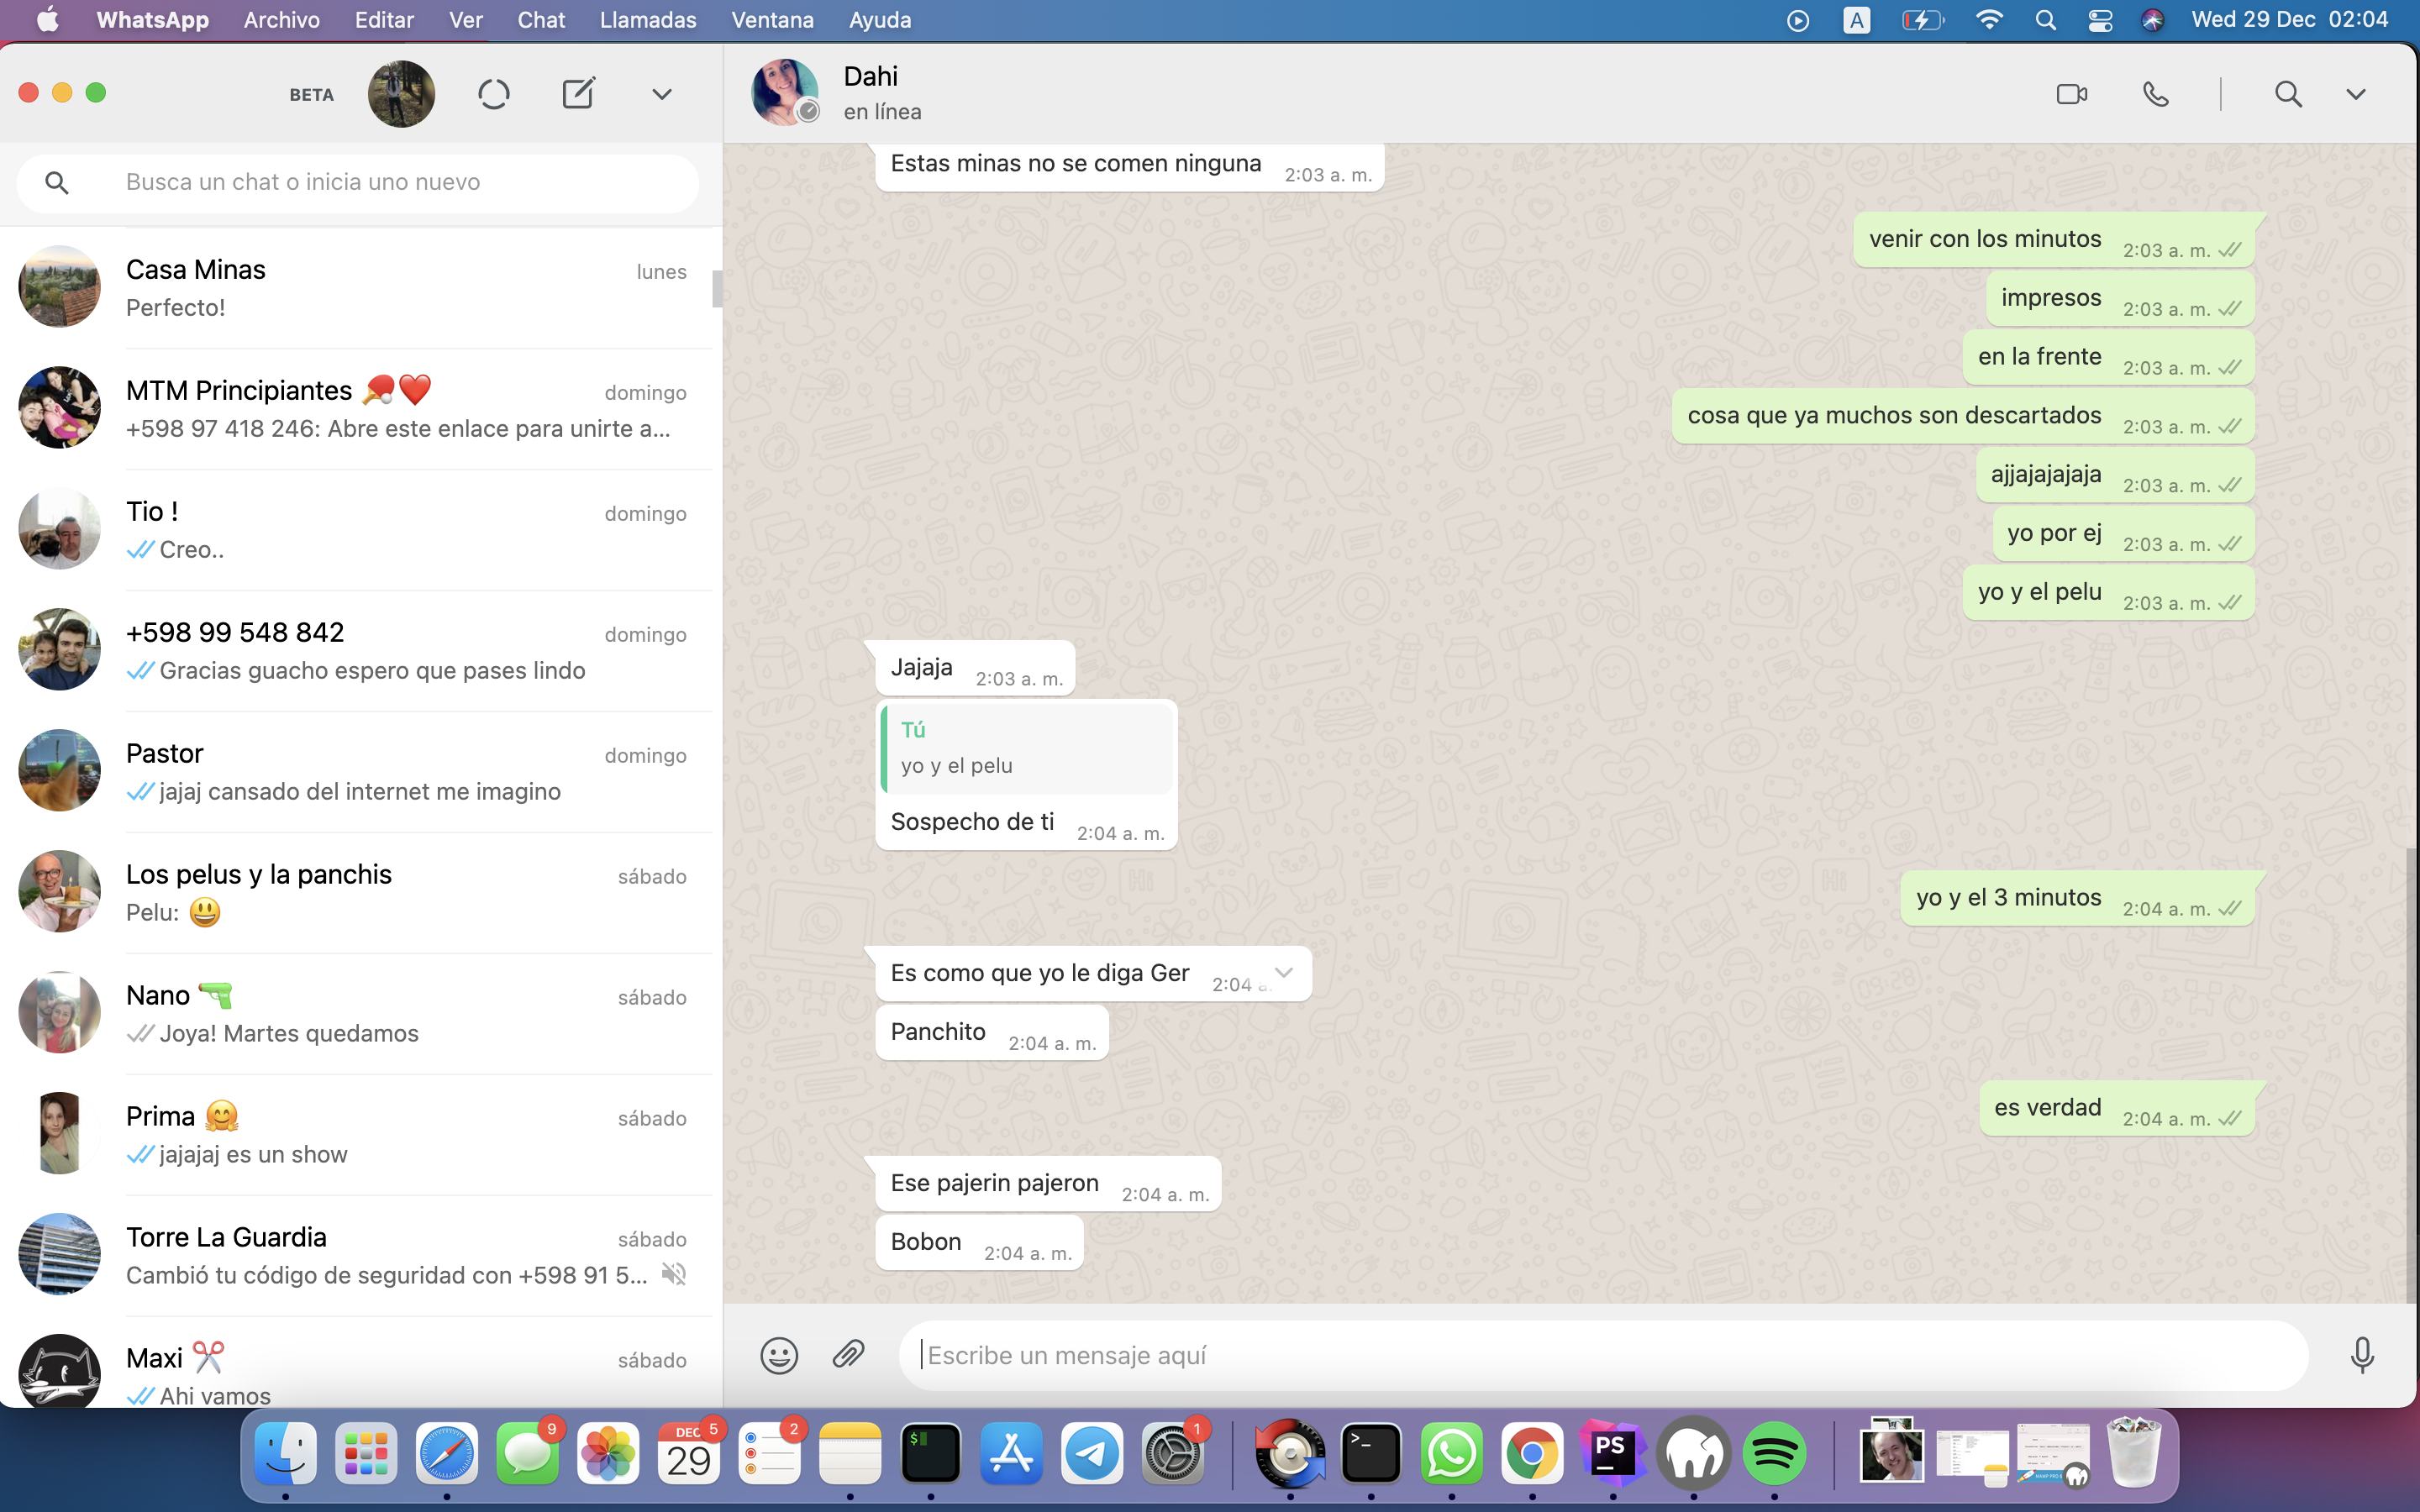 WhatsApp Archivo Editar Ver Chat Llamadas Ventana Ayuda
A
Wed 29 Dec 02:04
BETA
Busca un chat o inicia uno nuevo
Casa Minas lunes
Perfecto!
MTM Principiantes 🏓❤️ domingo
+598 97 418 246: Abre este enlace para unirte a...
Tio ! domingo
Creo..
+598 99 548 842 domingo
Gracias guacho espero que pases lindo
Pastor domingo
jajaj cansado del internet me imagino
Los pelus y la panchis sábado
Pelu: 😃
Nano 🔫 sábado
Joya! Martes quedamos
Prima 🤗 sábado
jajajaj es un show
Torre La Guardia sábado
Cambió tu código de seguridad con +598 91 5...
Maxi ✂️ sábado
Ahi vamos
Dahi
en línea
Estas minas no se comen ninguna 2:03 a. m.
venir con los minutos 2:03 a. m.
impresos 2:03 a. m.
en la frente 2:03 a. m.
cosa que ya muchos son descartados 2:03 a. m.
ajjajajajaja 2:03 a. m.
yo por ej 2:03 a. m.
yo y el pelu 2:03 a. m.
Jajaja 2:03 a. m.
Tú
yo y el pelu
Sospecho de ti 2:04 a. m.
yo y el 3 minutos 2:04 a. m.
Es como que yo le diga Ger 2:04 a.
Panchito 2:04 a. m.
es verdad 2:04 a. m.
Ese pajerin pajeron 2:04 a. m.
Bobon 2:04 a. m.
Escribe un mensaje aquí
9
DEC 5
29
2
$
1
>_
PS